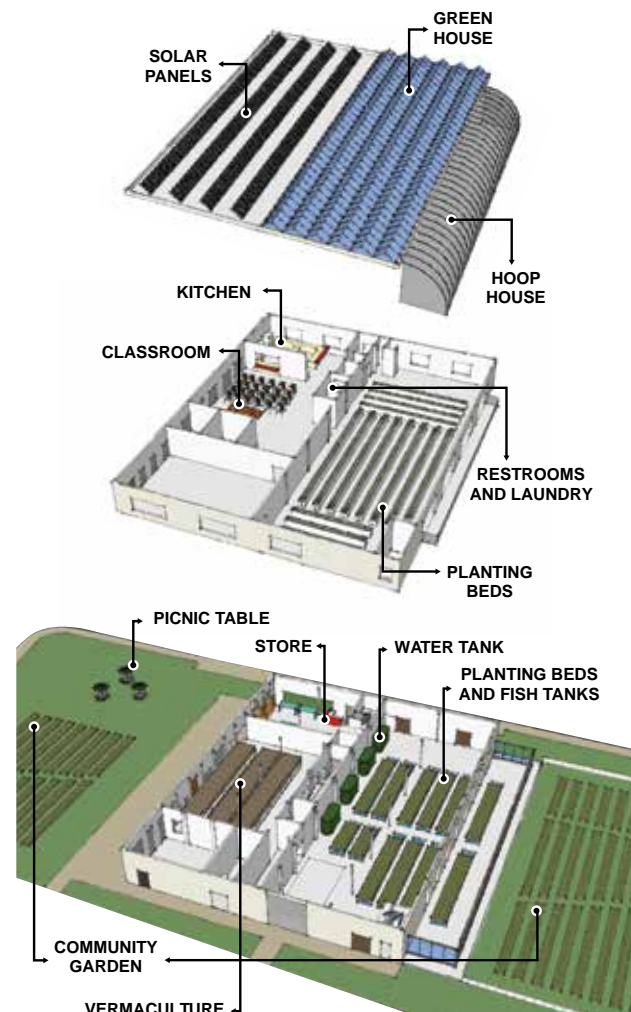 GREEN
HOUSE
SOLAR
PANELS
HOOP
HOUSE
KITCHEN
CLASSROOM
RESTROOMS
AND LAUNDRY
PLANTING
BEDS
PICNIC TABLE
STORE
WATER TANK
PLANTING BEDS
AND FISH TANKS
COMMUNITY
GARDEN
VERMACULTURE